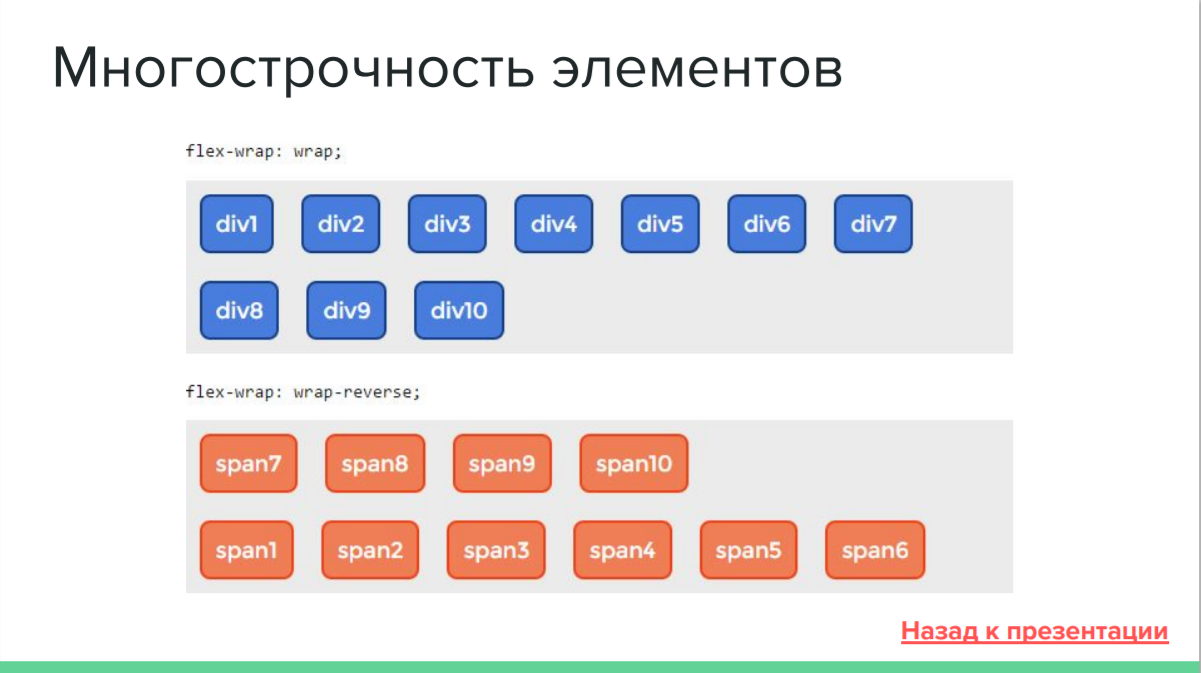 Многострочность элементов
flex-wrap: wrap;
div1 div2 div3 div4 div5 div6 div7
div8 div9 div10
flex-wrap: wrap-reverse;
span7 span8 span9 span10
span1 span2 span3 span4 span5 span6
Назад к презентации